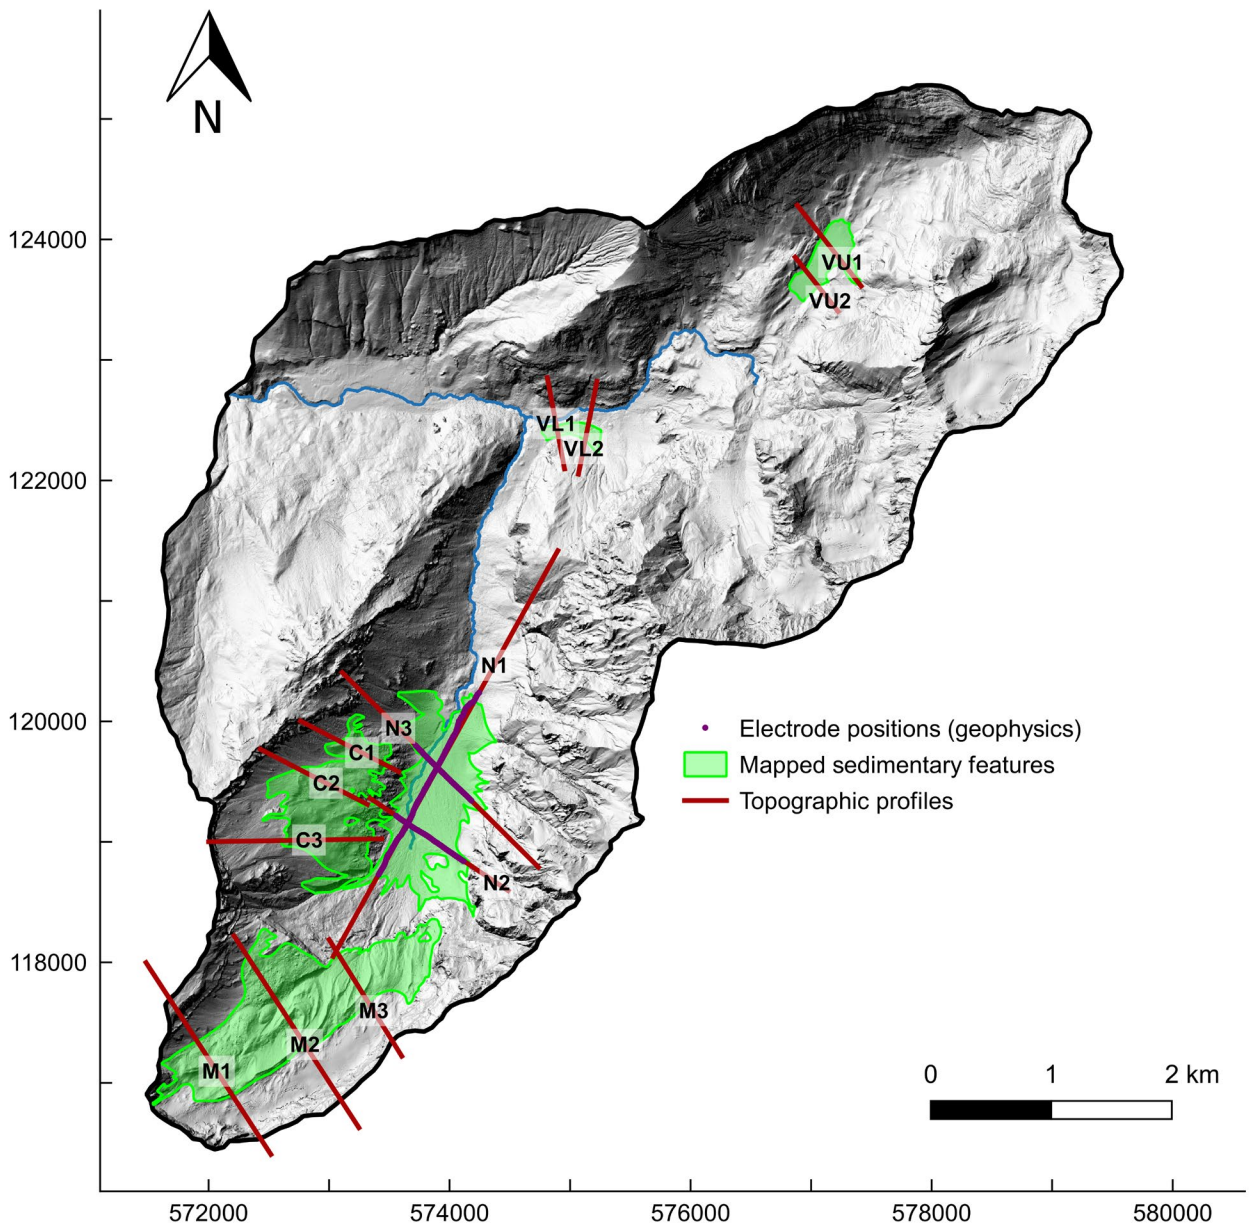 N
124000
122000
120000
118000
VU1
VU2
VL1
VL2
N1
N3
C1
C2
C3
N2
M3
M2
M1
Electrode positions (geophysics)
Mapped sedimentary features
Topographic profiles
0 1 2 km
572000 574000 576000 578000 580000